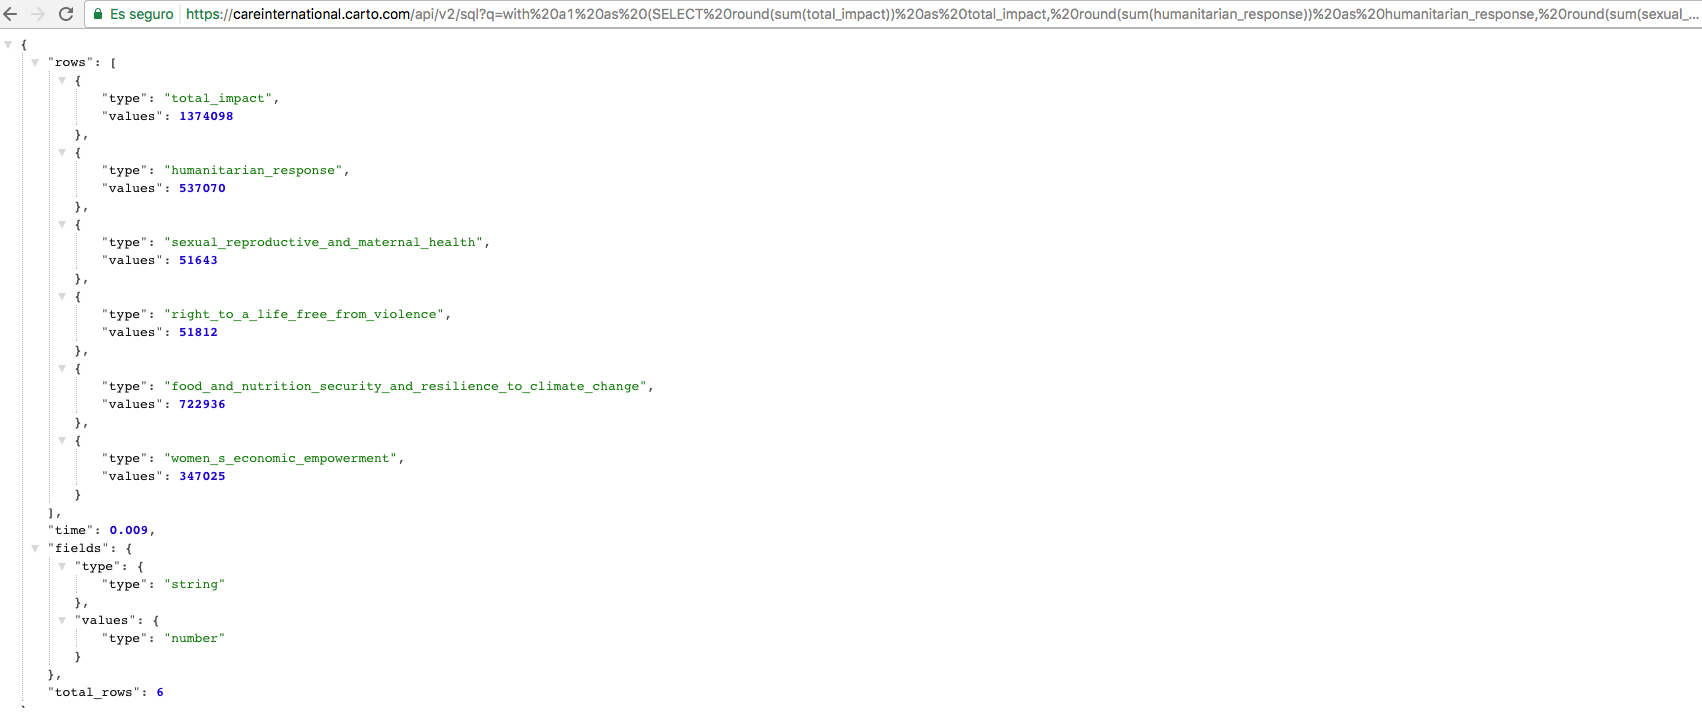 Es seguro https://careinternational.carto.com/api/v2/sql?q=with%20a1%20as%20(SELECT%20round(sum(total_impact))%20as%20total_impact,%20round(sum(humanitarian_response))%20as%20humanitarian_response,%20round(sum(sexual_...
{
"rows": [
{
"type": "total_impact",
"values": 1374098
},
{
"type": "humanitarian_response",
"values": 537070
},
{
"type": "sexual_reproductive_and_maternal_health",
"values": 51643
},
{
"type": "right_to_a_life_free_from_violence",
"values": 51812
},
{
"type": "food_and_nutrition_security_and_resilience_to_climate_change",
"values": 722936
},
{
"type": "women_s_economic_empowerment",
"values": 347025
}
],
"time": 0.009,
"fields": {
"type": {
"type": "string"
},
"values": {
"type": "number"
}
},
"total_rows": 6